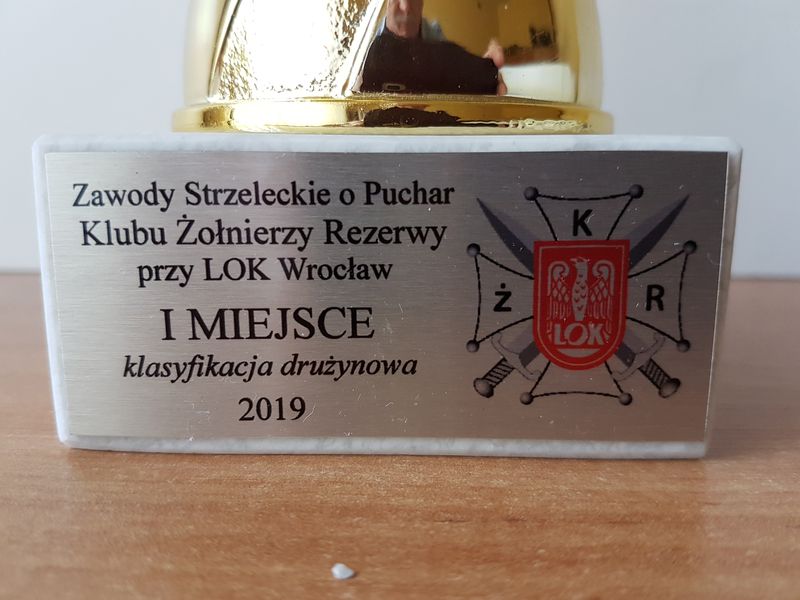 Zawody Strzeleckie o Puchar
Klubu Żołnierzy Rezerwy
przy LOK Wrocław
I MIEJSCE
klasyfikacja drużynowa
2019
K
Ż
R
LOK